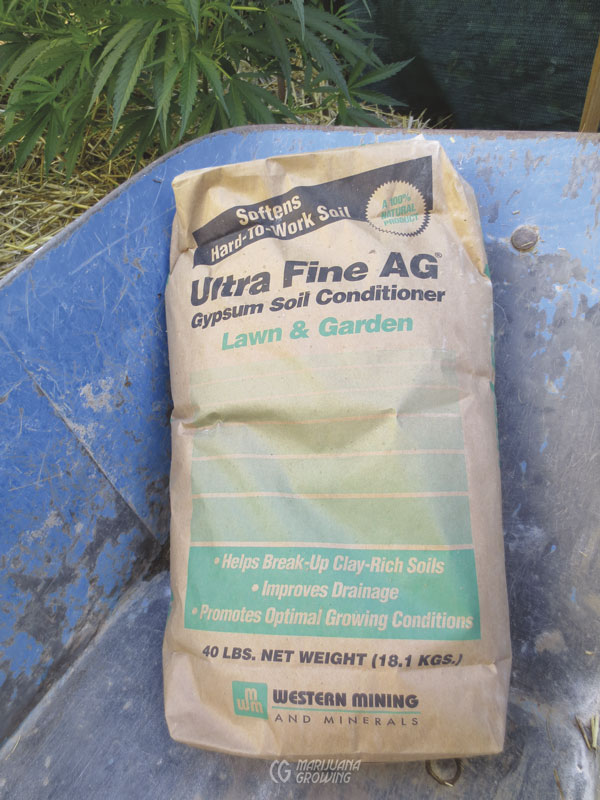 Softens
Hard-To-Work Soil
A 100%
NATURAL
PRODUCT
Ultra Fine AG®
Gypsum Soil Conditioner
Lawn & Garden
• Helps Break-Up Clay-Rich Soils
• Improves Drainage
• Promotes Optimal Growing Conditions
40 LBS. NET WEIGHT (18.1 KGS.)
M
WM
WESTERN MINING
AND MINERALS
CG MARIJUANA
GROWING